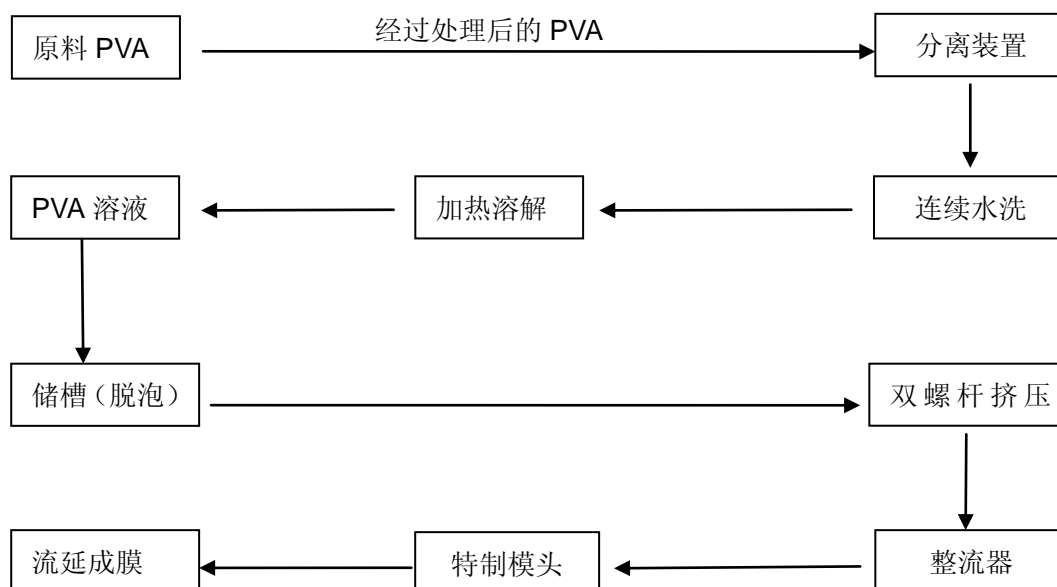 原料 PVA
经过处理后的 PVA
分离装置
连续水洗
加热溶解
PVA 溶液
储槽（脱泡）
双螺杆挤压
整流器
特制模头
流延成膜